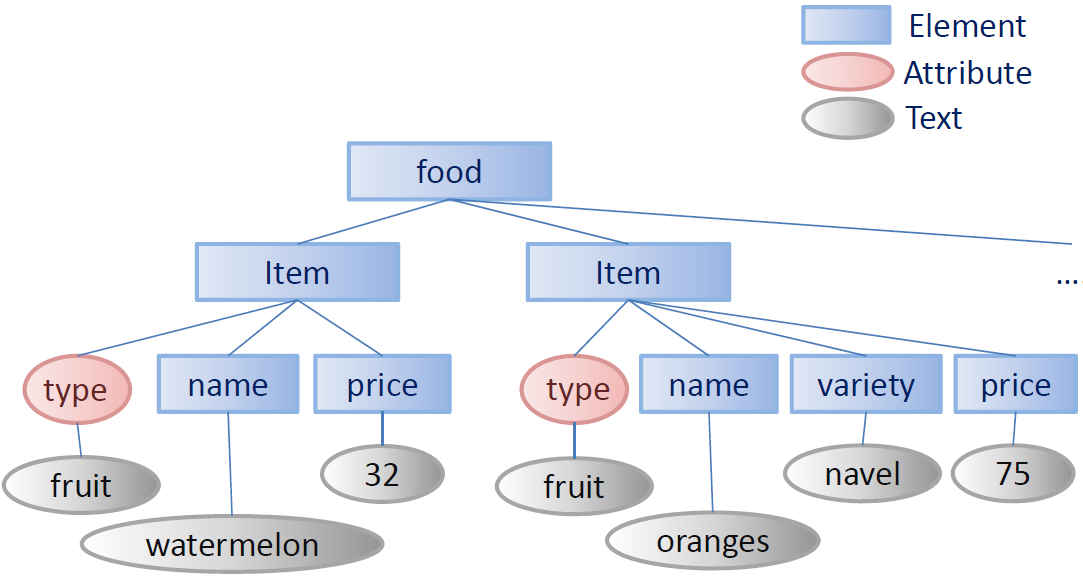 Element
Attribute
Text
food
Item
Item
....
type
name
price
type
name
variety
price
fruit
32
fruit
navel
75
watermelon
oranges